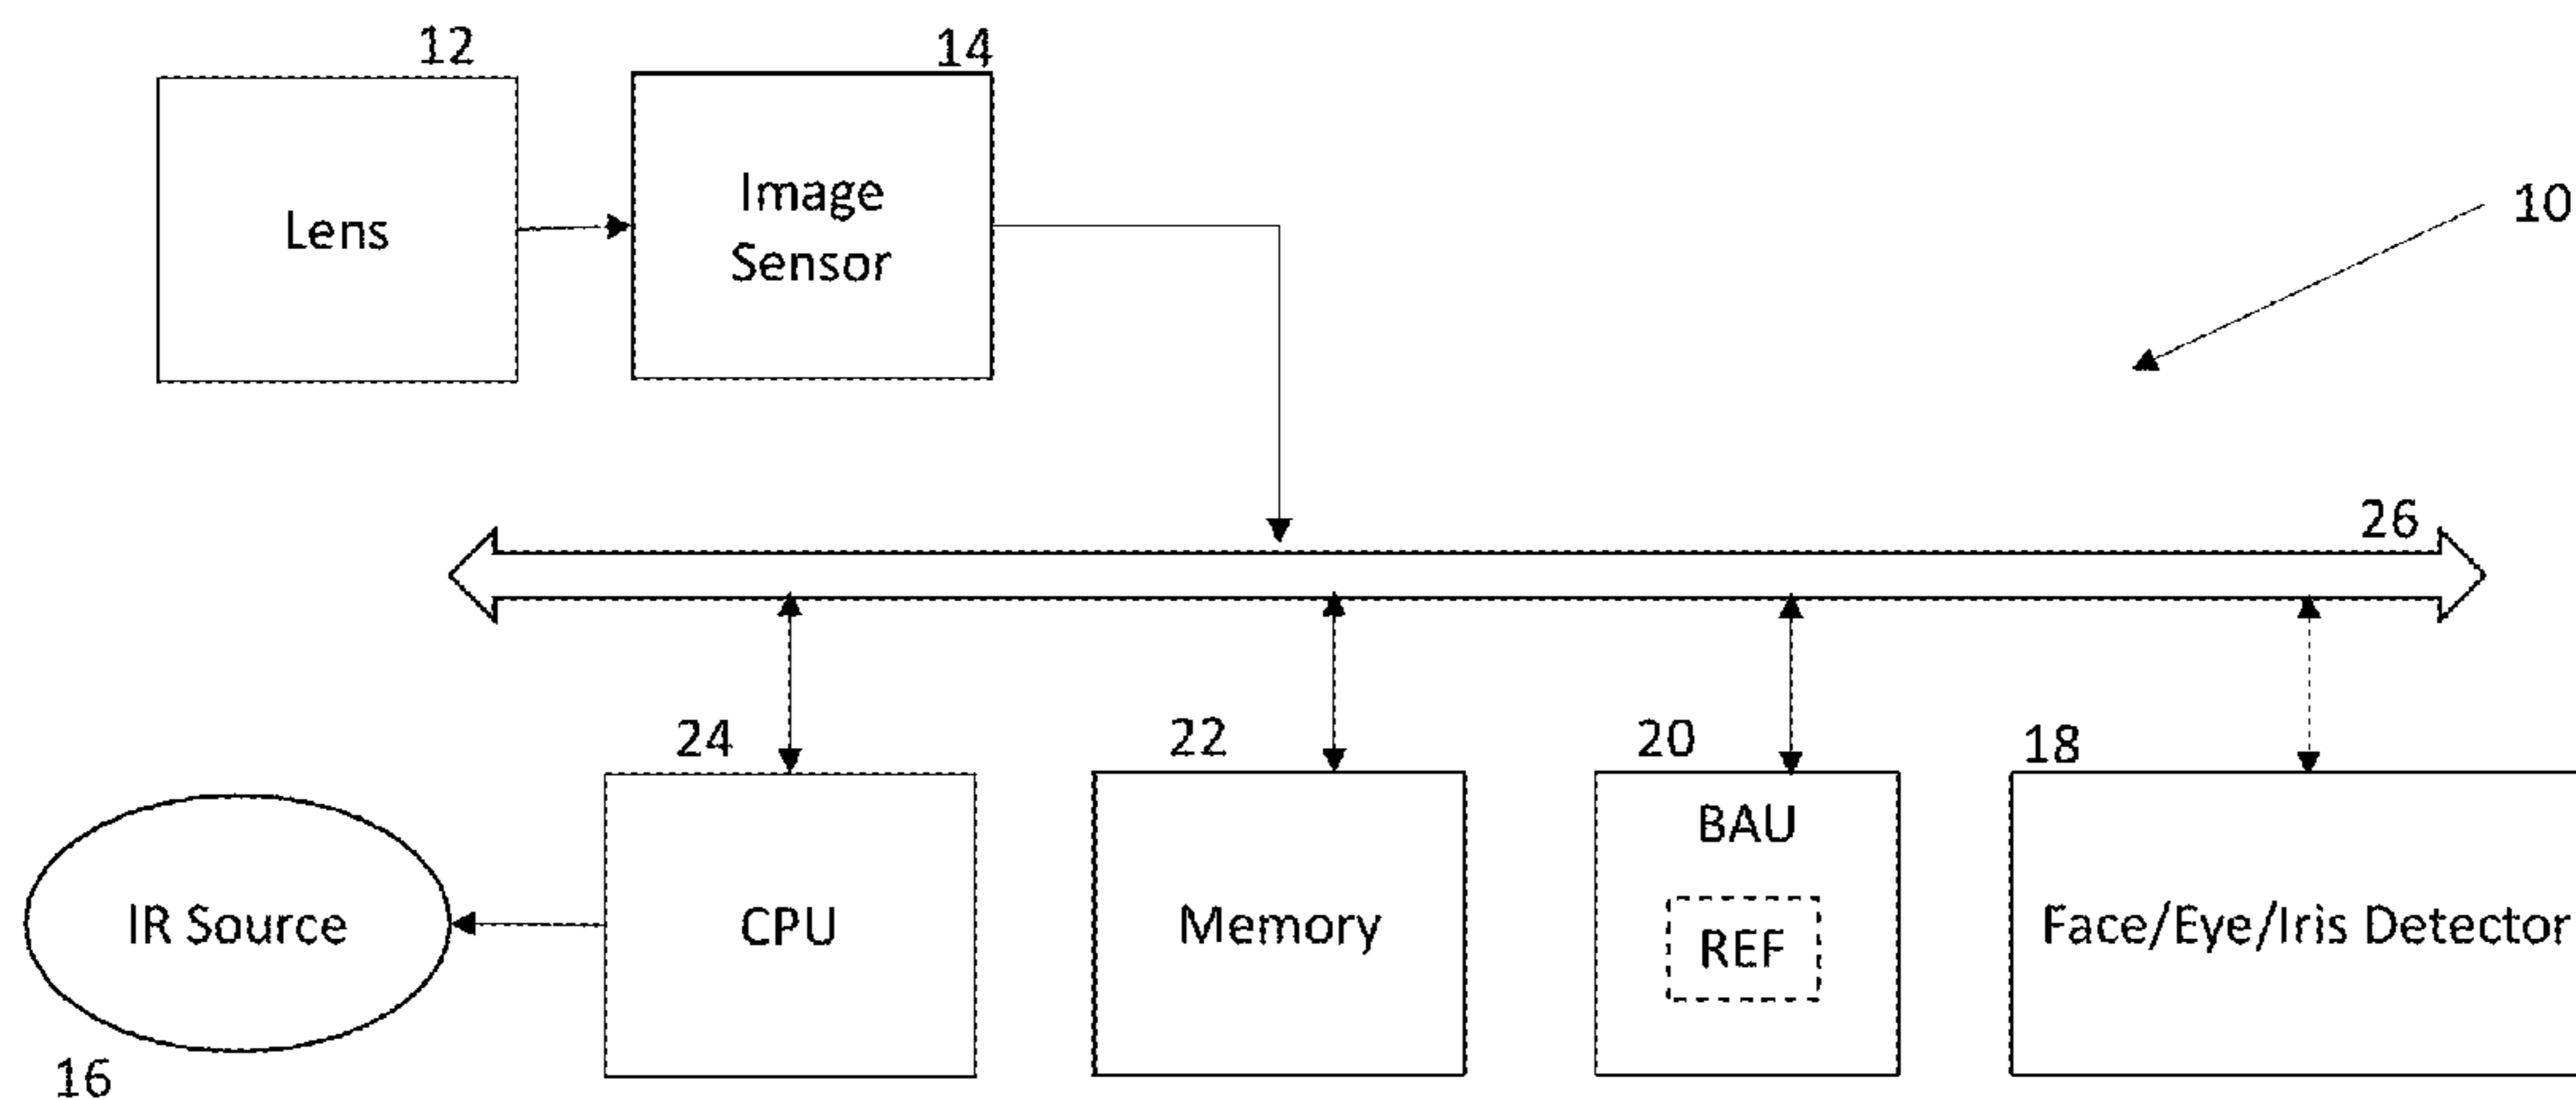 12
14
Lens
Image
Sensor
10
26
24
22
20
18
BAU
IR Source
CPU
Memory
REF
Face/Eye/Iris Detector
16